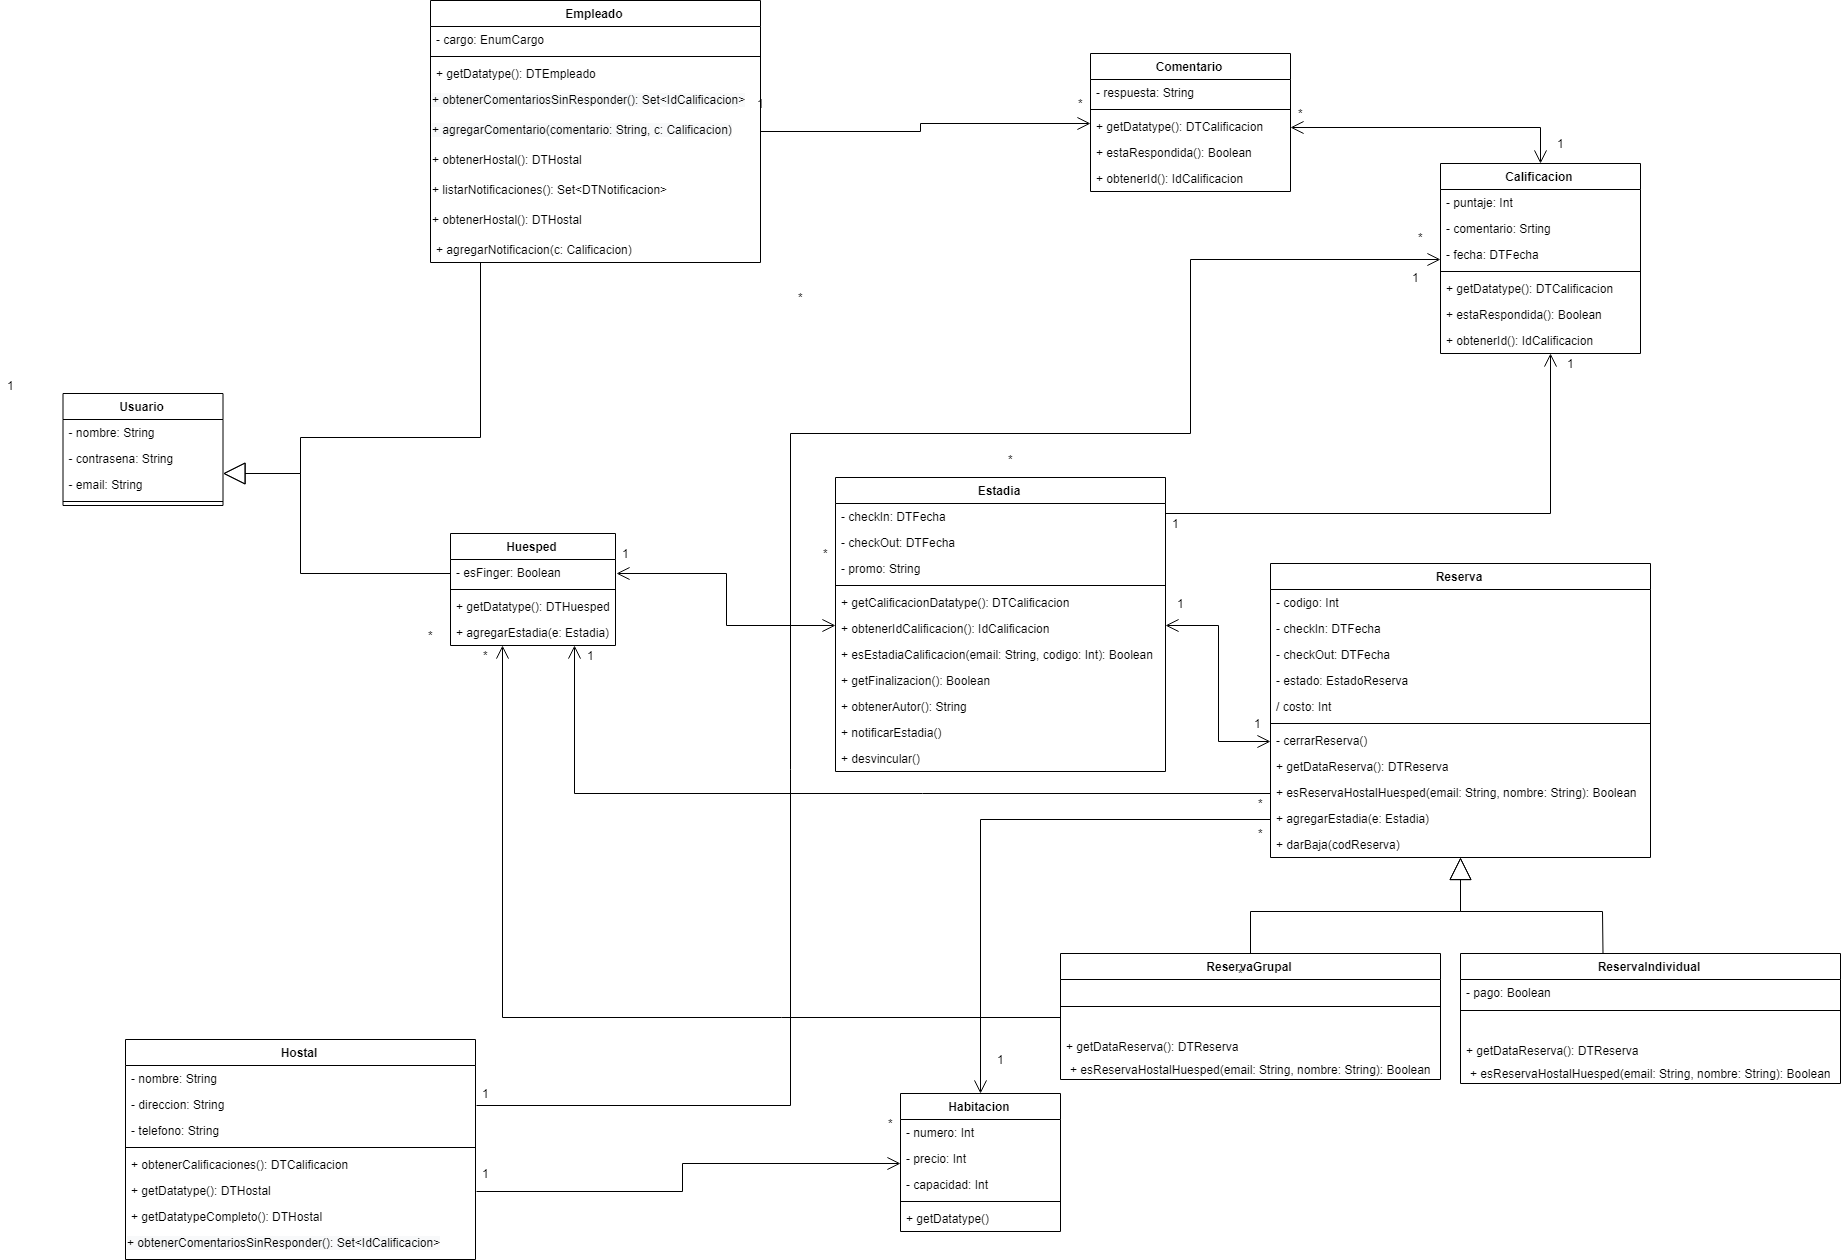 Empleado
- cargo: EnumCargo
+ getDatatype(): DTEmpleado
+ obtenerComentariosSinResponder(): Set<IdCalificacion>
+ agregarComentario(comentario: String, c: Calificacion)
+ obtenerHostal(): DTHostal
+ listarNotificaciones(): Set<DTNotificacion>
+ obtenerHostal(): DTHostal
+ agregarNotificacion(c: Calificacion)
1
*
Comentario
- respuesta: String
+ getDatatype(): DTCalificacion
+ estaRespondida(): Boolean
+ obtenerId(): IdCalificacion
*
1
Calificacion
- puntaje: Int
- comentario: Srting
- fecha: DTFecha
+ getDatatype(): DTCalificacion
+ estaRespondida(): Boolean
+ obtenerId(): IdCalificacion
*
1
1
*
1
Usuario
- nombre: String
- contrasena: String
- email: String
Huesped
- esFinger: Boolean
+ getDatatype(): DTHuesped
+ agregarEstadia(e: Estadia)
1
*
*
1
*
*
Estadia
- checkIn: DTFecha
- checkOut: DTFecha
- promo: String
+ getCalificacionDatatype(): DTCalificacion
+ obtenerIdCalificacion(): IdCalificacion
+ esEstadiaCalificacion(email: String, codigo: Int): Boolean
+ getFinalizacion(): Boolean
+ obtenerAutor(): String
+ notificarEstadia()
+ desvincular()
1
1
1
*
*
Reserva
- codigo: Int
- checkIn: DTFecha
- checkOut: DTFecha
- estado: EstadoReserva
/ costo: Int
- cerrarReserva()
+ getDataReserva(): DTReserva
+ esReservaHostalHuesped(email: String, nombre: String): Boolean
+ agregarEstadia(e: Estadia)
+ darBaja(codReserva)
ReservaGrupal
*
+ getDataReserva(): DTReserva
+ esReservaHostalHuesped(email: String, nombre: String): Boolean
ReservaIndividual
- pago: Boolean
+ getDataReserva(): DTReserva
+ esReservaHostalHuesped(email: String, nombre: String): Boolean
Hostal
- nombre: String
- direccion: String
- telefono: String
+ obtenerCalificaciones(): DTCalificacion
+ getDatatype(): DTHostal
+ getDatatypeCompleto(): DTHostal
+ obtenerComentariosSinResponder(): Set<IdCalificacion>
1
1
*
1
Habitacion
- numero: Int
- precio: Int
- capacidad: Int
+ getDatatype()